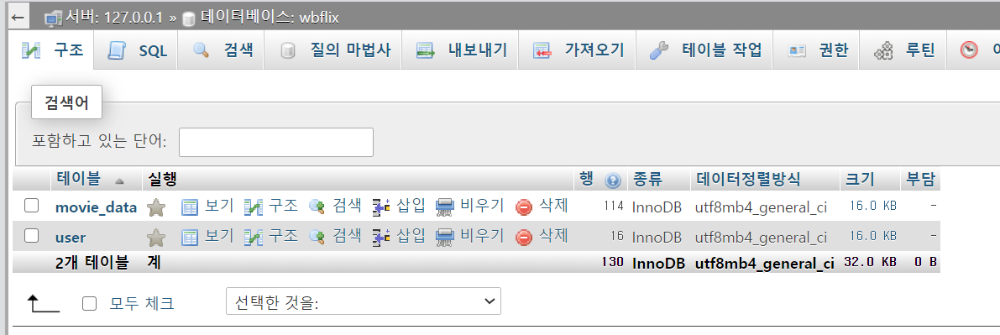 ← 서버: 127.0.0.1 » 데이터베이스: wbflix
구조 SQL 검색 질의 마법사 내보내기 가져오기 테이블 작업 권한 루틴
검색어
포함하고 있는 단어:
테이블 실행 행 종류 데이터정렬방식 크기 부담
movie_data 보기 구조 검색 삽입 비우기 삭제 114 InnoDB utf8mb4_general_ci 16.0 KB -
user 보기 구조 검색 삽입 비우기 삭제 16 InnoDB utf8mb4_general_ci 16.0 KB -
2개 테이블 계 130 InnoDB utf8mb4_general_ci 32.0 KB 0 B
모두 체크 선택한 것을: